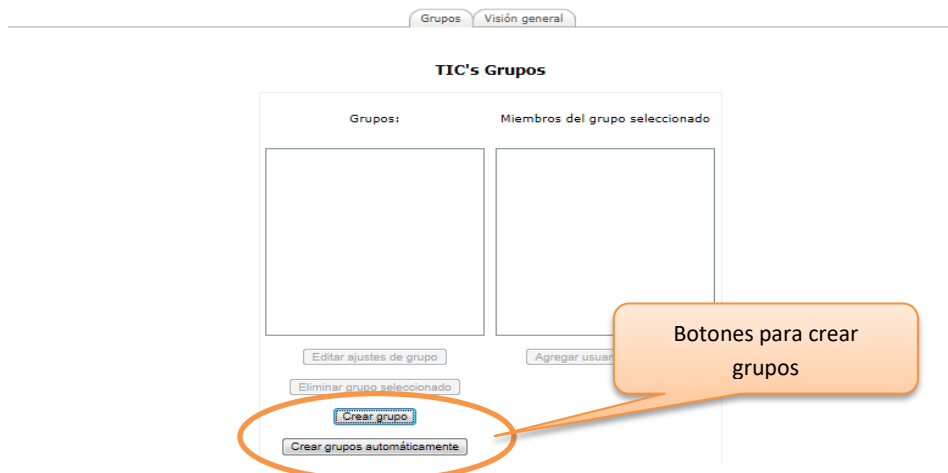 Grupos Visión general
TIC's Grupos
Grupos: Miembros del grupo seleccionado
Editar ajustes de grupo Agregar
Eliminar grupo seleccionado
Crear grupo
Crear grupos automáticamente
Botones para crear
grupos